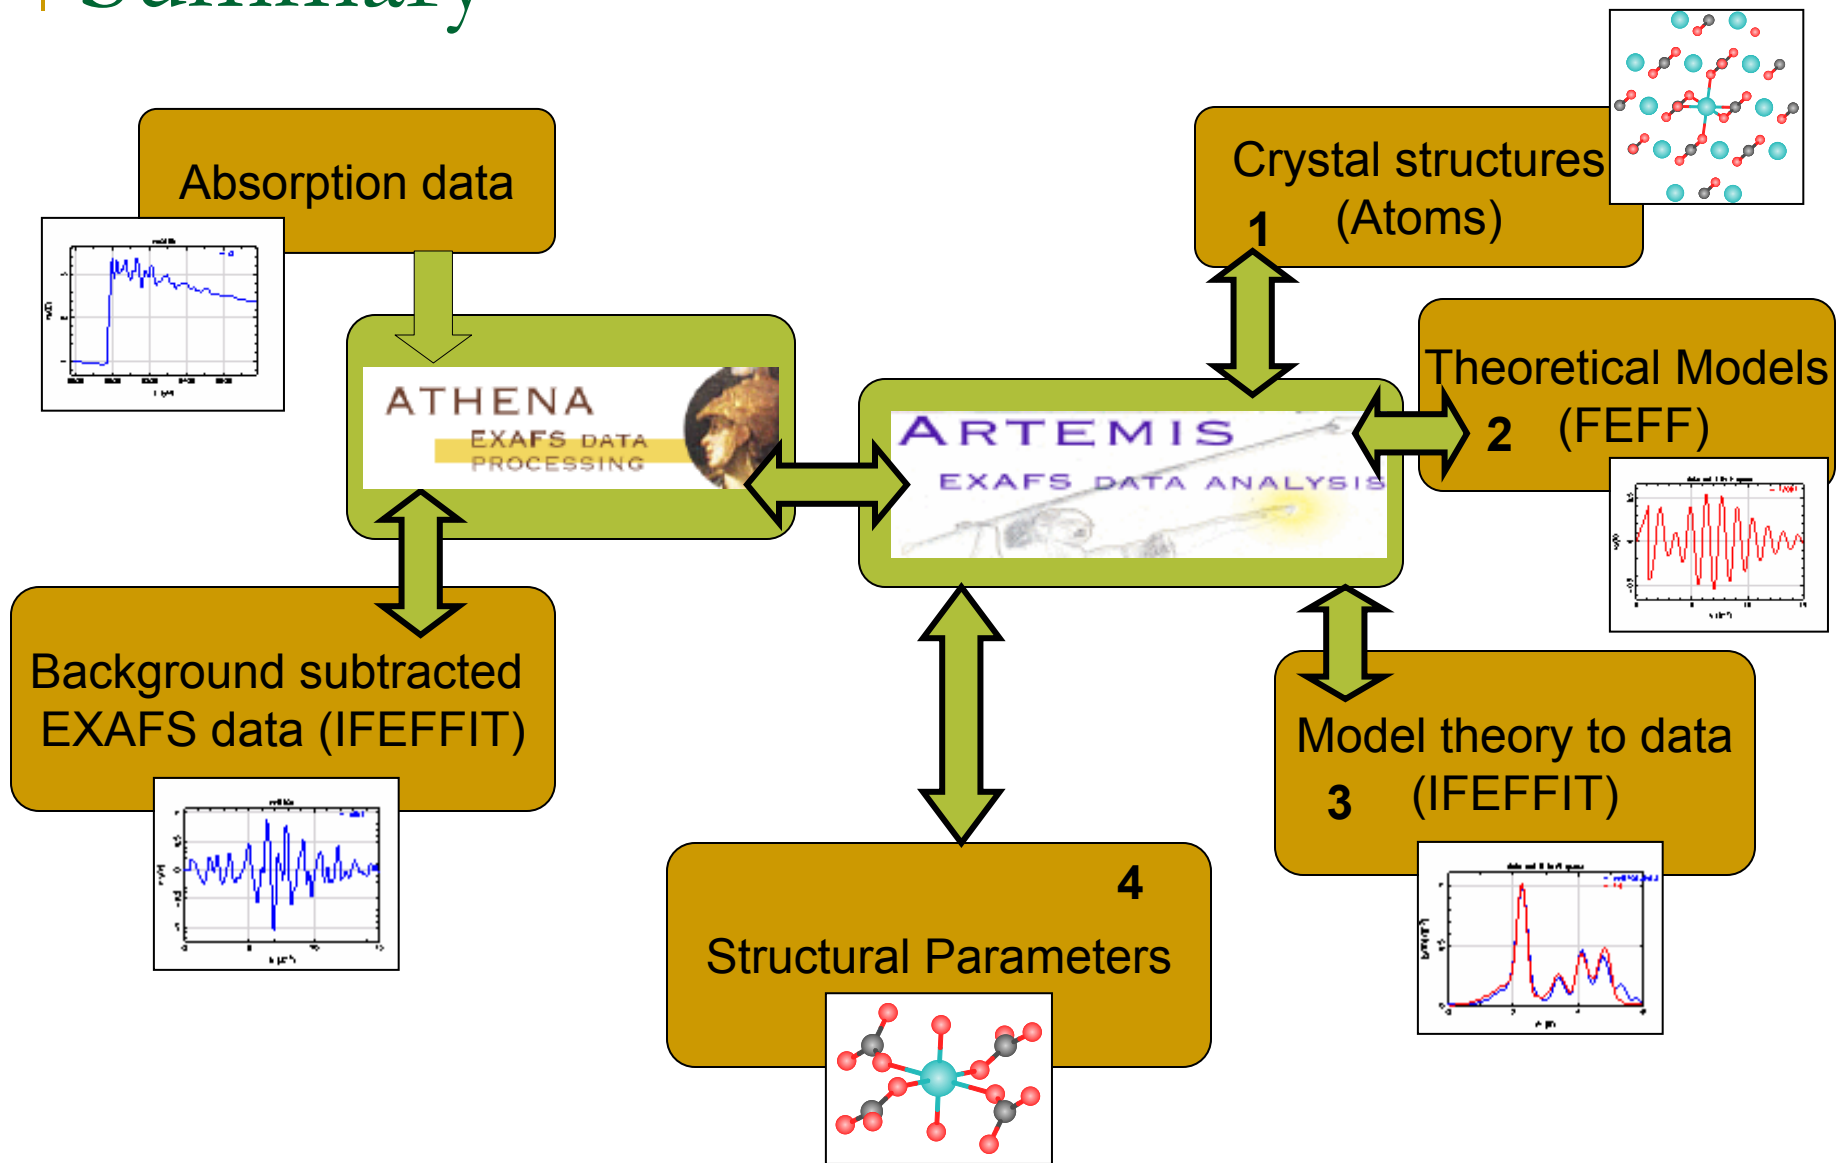 Summary
Absorption data
Crystal structures
(Atoms)
1
ATHENA
EXAFS DATA
PROCESSING
ARTEMIS
EXAFS DATA ANALYSIS
Theoretical Models
(FEFF)
2
Background subtracted
EXAFS data (IFEFFIT)
Model theory to data
(IFEFFIT)
3
4
Structural Parameters